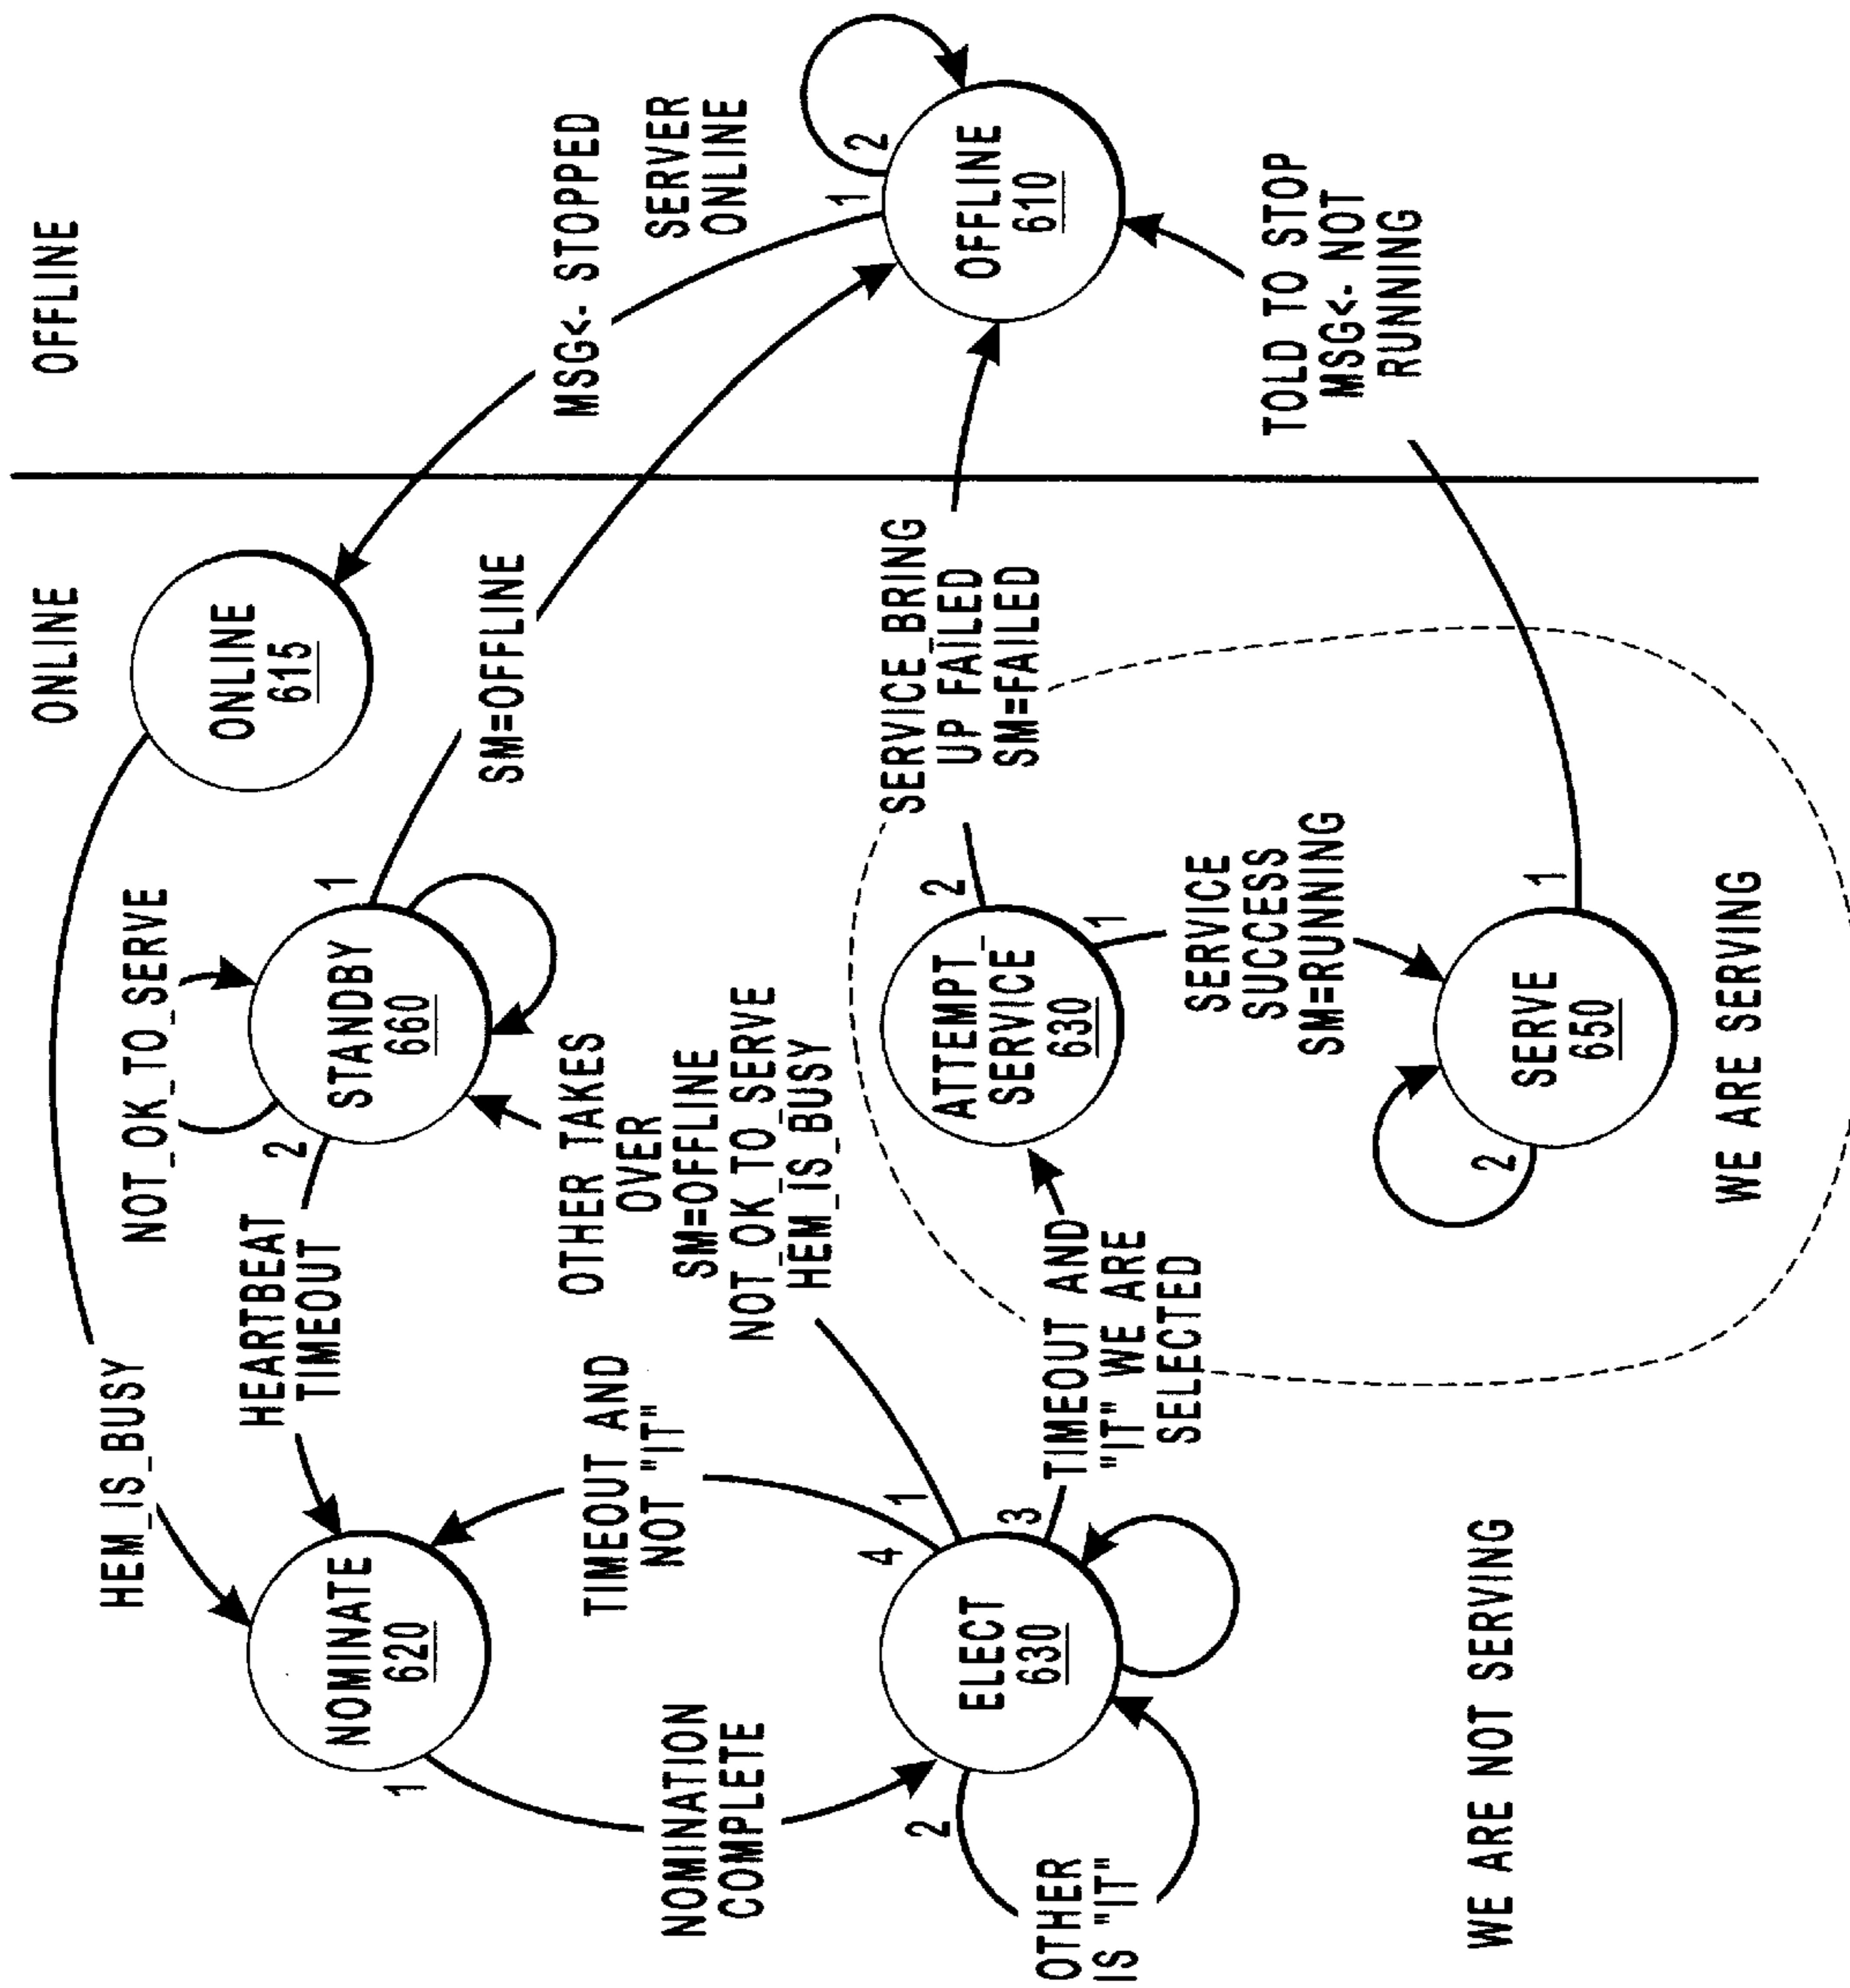 OFFLINE
ONLINE
MSG<- STOPPED
SERVER
ONLINE
1
2
OFFLINE
610
TOLD TO STOP
MSG<- NOT
RUNNING
ONLINE
615
SM=OFFLINE
SERVICE_BRING
UP FAILED
SM=FAILED
NOT_OK_TO_SERVE
1
STANDBY
660
2
HEARTBEAT
TIMEOUT
OTHER TAKES
OVER
SM=OFFLINE
NOT_OK_TO_SERVE
HEM_IS_BUSY
2
ATTEMPT_
SERVICE
630
1
SERVICE
SUCCESS
SM=RUNNING
1
SERVE
650
2
WE ARE SERVING
HEM_IS_BUSY
NOMINATE
620
1
TIMEOUT AND
NOT "IT"
TIMEOUT AND
"IT" WE ARE
SELECTED
4
1
3
ELECT
630
2
NOMINATION
COMPLETE
OTHER
IS "IT"
WE ARE NOT SERVING